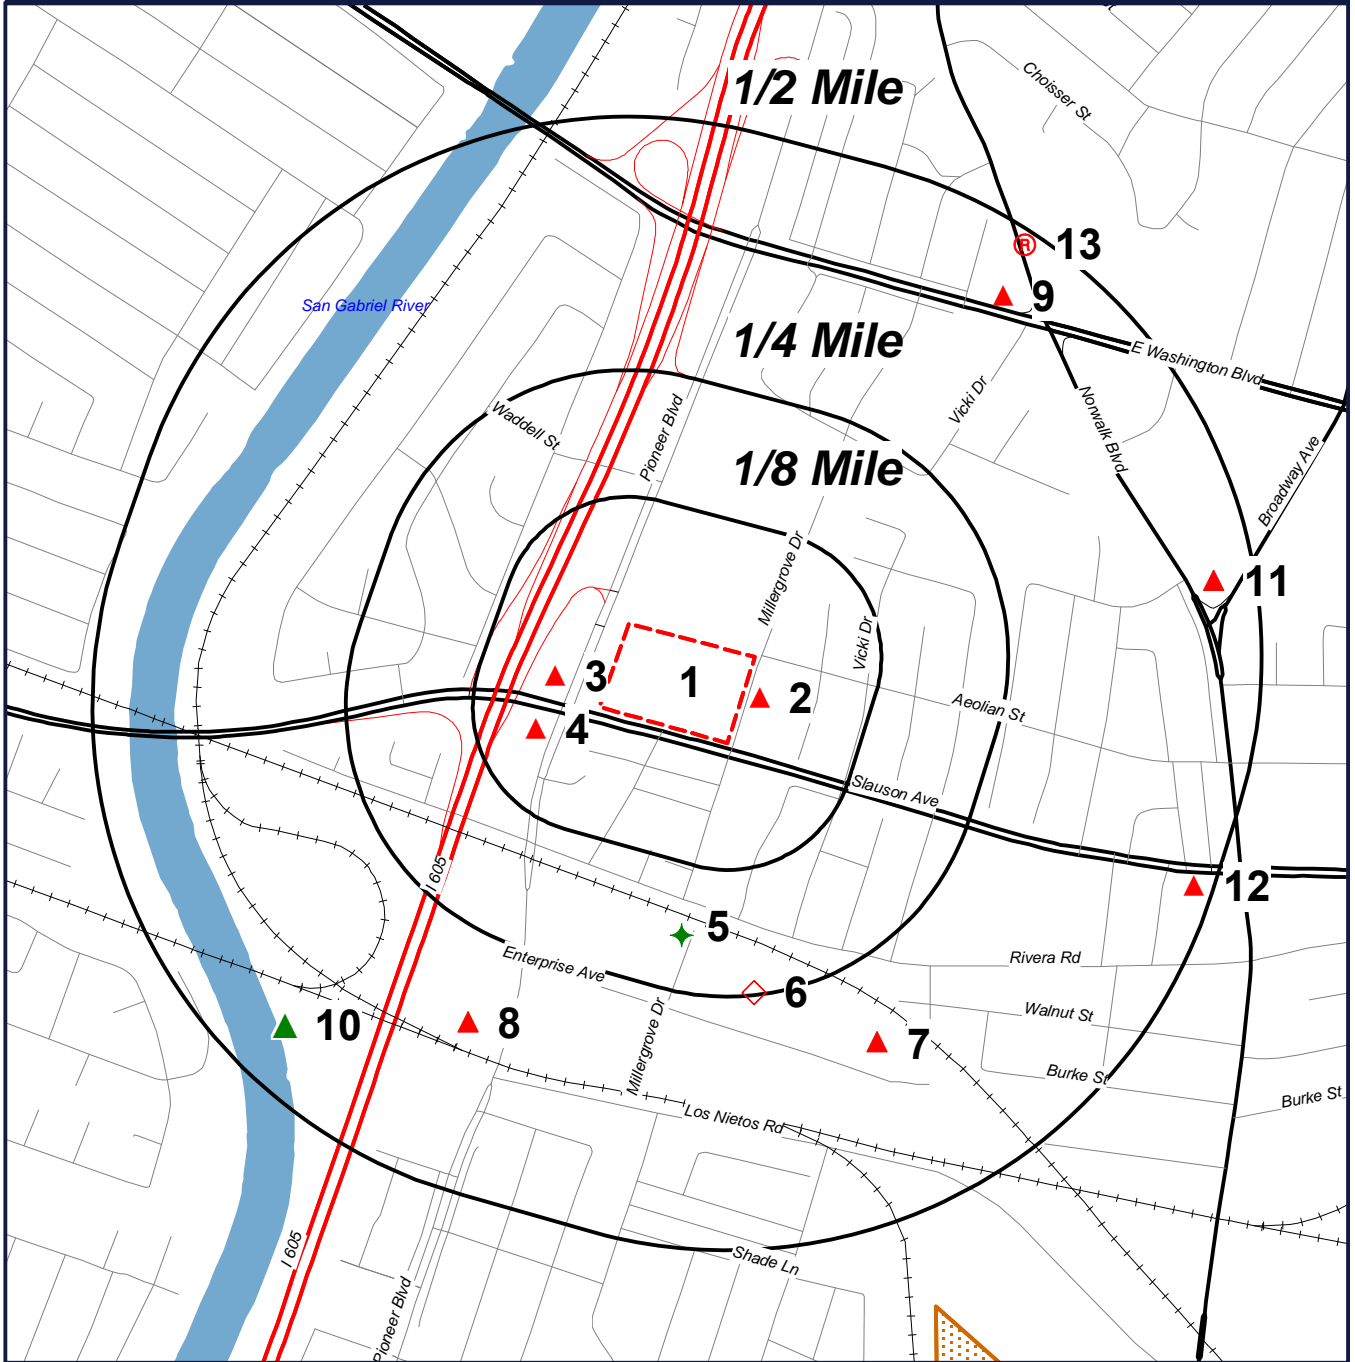 1/2 Mile
Choisser St
13
9
San Gabriel River
1/4 Mile
E Washington Blvd
Vicki Dr
Norwalk Blvd
Waddell St
Pioneer Blvd
1/8 Mile
Broadway Ave
Millergrove Dr
11
Vicki Dr
3
1
2
4
Aeolian St
Slauson Ave
I 605
12
5
Enterprise Ave
Rivera Rd
6
10
8
Millergrove Dr
7
Walnut St
Burke St
Burke St
Los Nietos Rd
I 605
Shade Ln
Pioneer Blvd
R